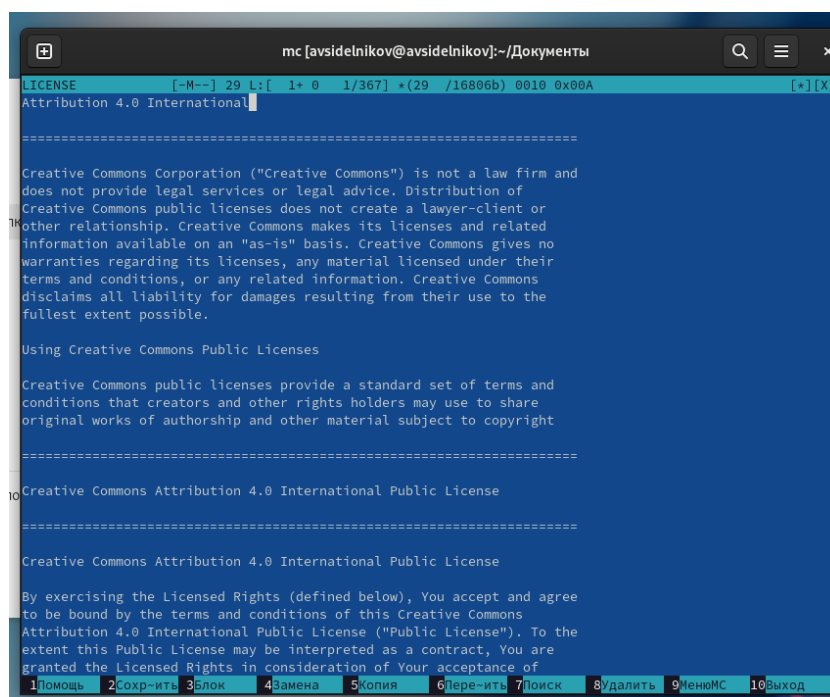 mc [avsidelnikov@avsidelnikov]:~/Документы
LICENSE [-M--] 29 L:[ 1+ 0 1/367] *(29 /16806b) 0010 0x00A [*][X
Attribution 4.0 International
=======================================================================
Creative Commons Corporation ("Creative Commons") is not a law firm and
does not provide legal services or legal advice. Distribution of
Creative Commons public licenses does not create a lawyer-client or
other relationship. Creative Commons makes its licenses and related
information available on an "as-is" basis. Creative Commons gives no
warranties regarding its licenses, any material licensed under their
terms and conditions, or any related information. Creative Commons
disclaims all liability for damages resulting from their use to the
fullest extent possible.
Using Creative Commons Public Licenses
Creative Commons public licenses provide a standard set of terms and
conditions that creators and other rights holders may use to share
original works of authorship and other material subject to copyright
=======================================================================
Creative Commons Attribution 4.0 International Public License
=======================================================================
Creative Commons Attribution 4.0 International Public License
By exercising the Licensed Rights (defined below), You accept and agree
to be bound by the terms and conditions of this Creative Commons
Attribution 4.0 International Public License ("Public License"). To the
extent this Public License may be interpreted as a contract, You are
granted the Licensed Rights in consideration of Your acceptance of
1Помощь 2Сохр~ить 3Блок 4Замена 5Копия 6Пере~ить 7Поиск 8Удалить 9МенюMC 10Выход